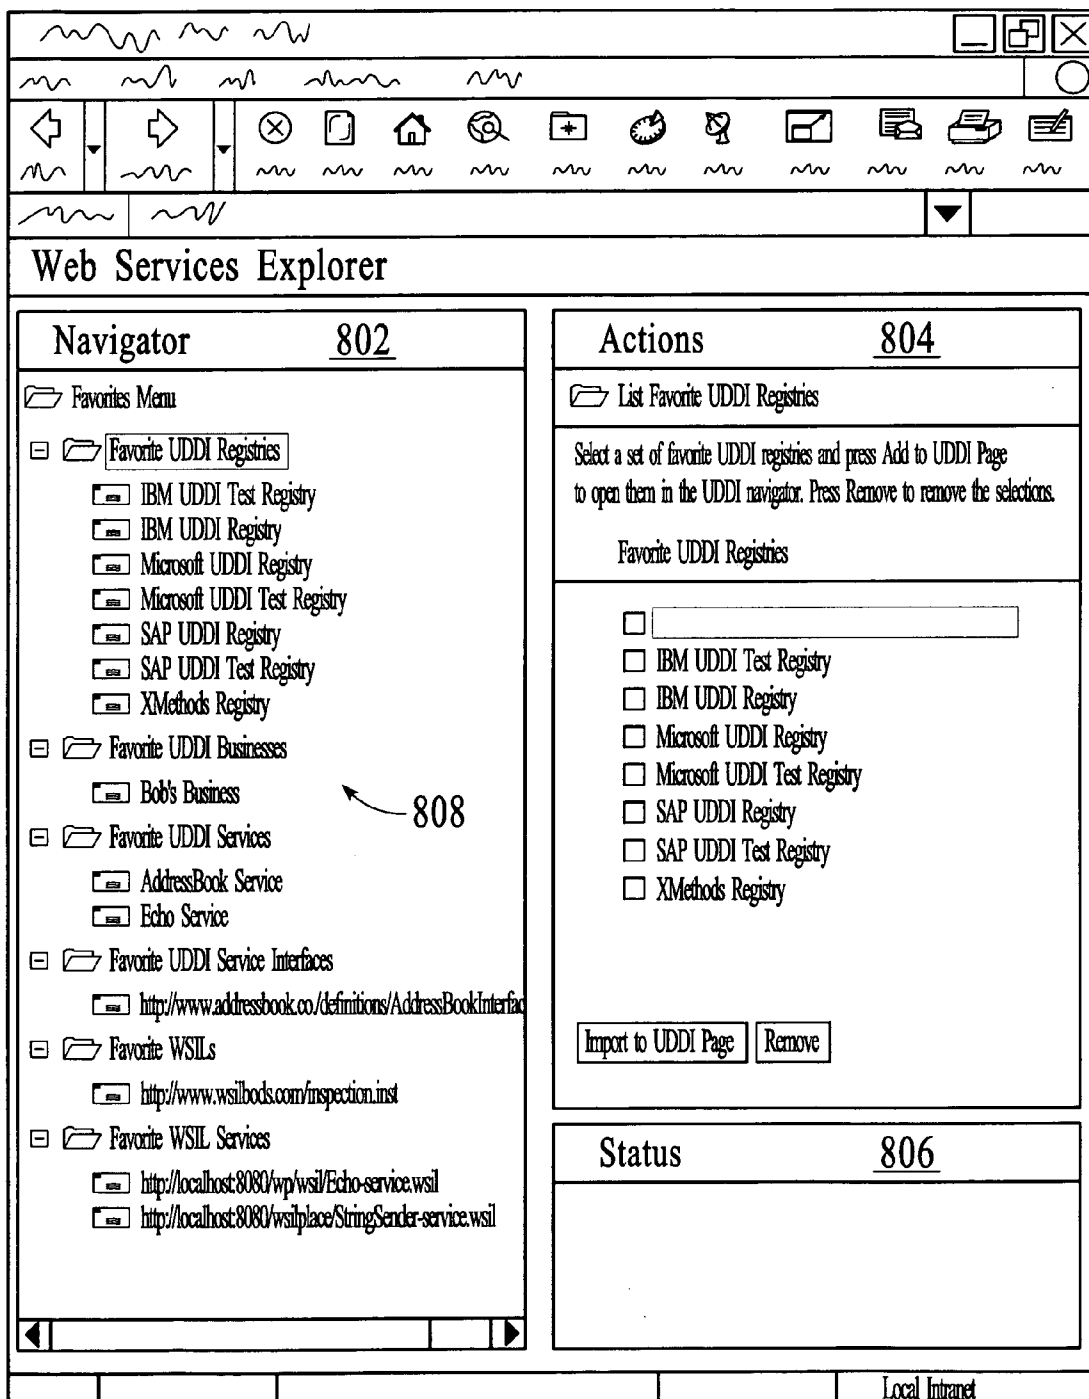 Web Services Explorer
Navigator 802
Favorites Menu
Favorite UDDI Registries
IBM UDDI Test Registry
IBM UDDI Registry
Microsoft UDDI Registry
Microsoft UDDI Test Registry
SAP UDDI Registry
SAP UDDI Test Registry
XMethods Registry
Favorite UDDI Businesses
Bob's Business
808
Favorite UDDI Services
AddressBook Service
Echo Service
Favorite UDDI Service Interfaces
http://www.addressbook.co./definitions/AddressBookInterfac
Favorite WSILs
http://www.wsilbods.com/inspection.inst
Favorite WSIL Services
http://localhost:8080/wp/wsil/Echo-service.wsil
http://localhost:8080/wsilplace/StringSender-service.wsil
Actions 804
List Favorite UDDI Registries
Select a set of favorite UDDI registries and press Add to UDDI Page
to open them in the UDDI navigator. Press Remove to remove the selections.
Favorite UDDI Registries
IBM UDDI Test Registry
IBM UDDI Registry
Microsoft UDDI Registry
Microsoft UDDI Test Registry
SAP UDDI Registry
SAP UDDI Test Registry
XMethods Registry
Import to UDDI Page Remove
Status 806
Local Intranet